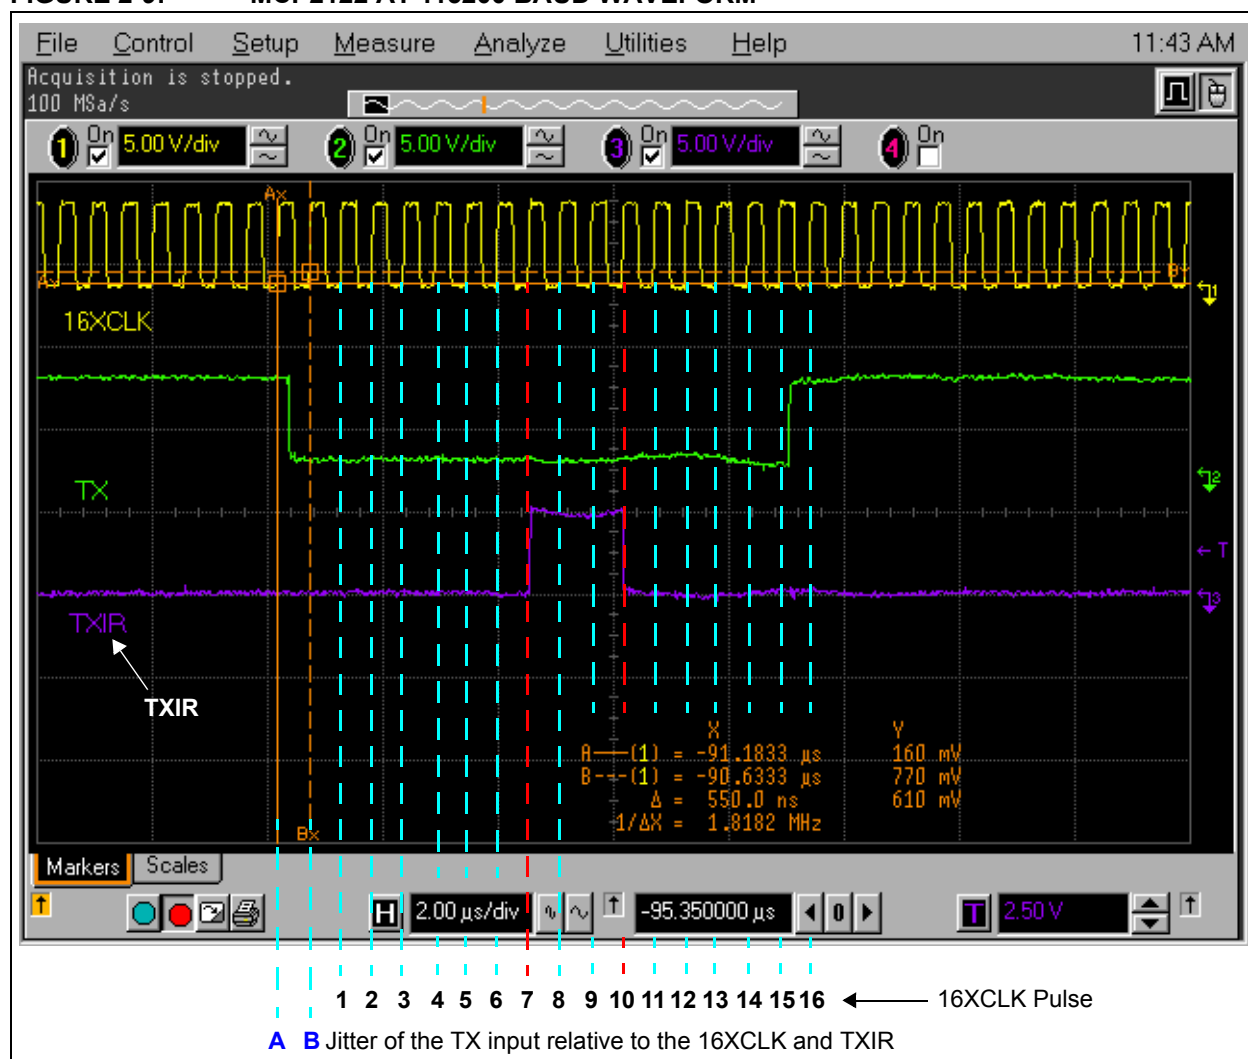 File Control Setup Measure Analyze Utilities Help 11:43 AM
Acquisition is stopped.
100 MSa/s
1 On 5.00 V/div 2 On 5.00 V/div 3 On 5.00 V/div 4 On
Ax
Ay By
1
16XCLK
TX
2
T
TXIR
3
TXIR
X Y
A──(1) = -91.1833 µs 160 mV
B--(1) = -90.6333 µs 770 mV
Δ = 550.0 ns 610 mV
1/ΔX = 1.8182 MHz
Bx
Markers Scales
H 2.00 µs/div -95.350000 µs 0 T 2.50 V
1 2 3 4 5 6 7 8 9 10 11 12 13 14 15 16 16XCLK Pulse
A B Jitter of the TX input relative to the 16XCLK and TXIR